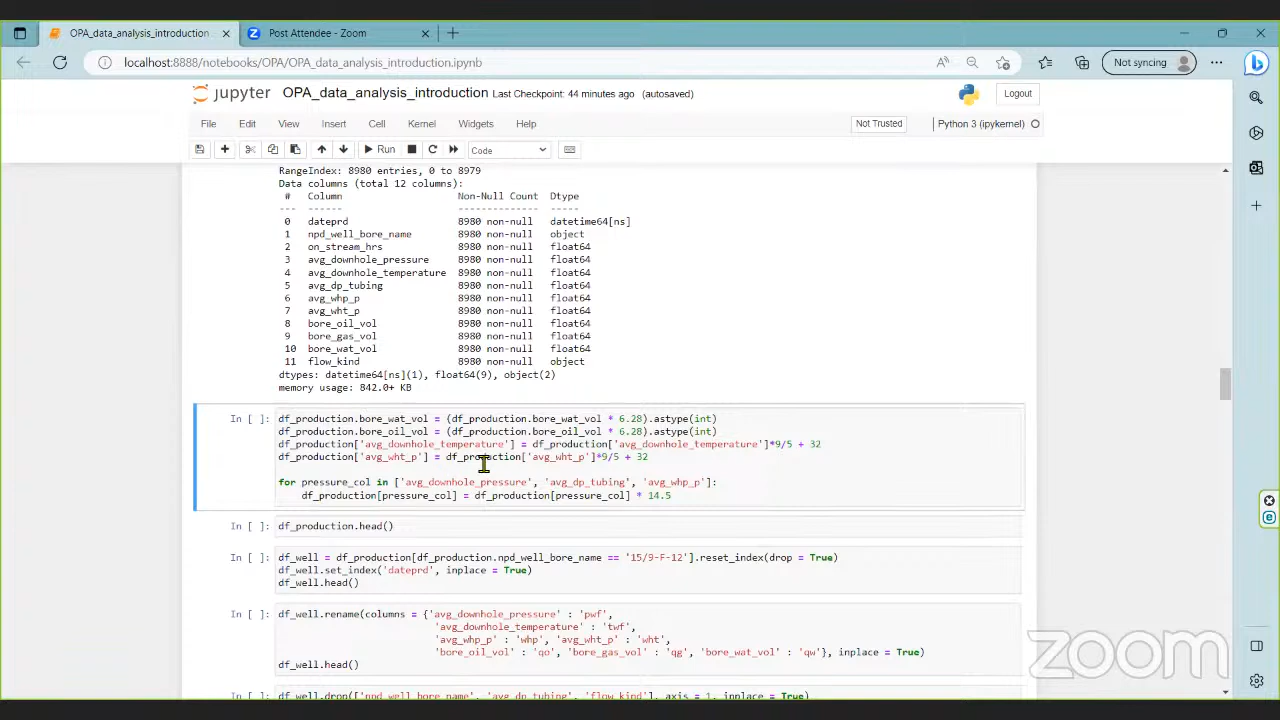 OPA_data_analysis_introduction
Post Attendee - Zoom
localhost:8888/notebooks/OPA/OPA_data_analysis_introduction.ipynb
Not syncing
jupyter OPA_data_analysis_introduction Last Checkpoint: 44 minutes ago (autosaved)
Logout
File Edit View Insert Cell Kernel Widgets Help
Not Trusted
Python 3 (ipykernel)
Run
Code
RangeIndex: 8980 entries, 0 to 8979
Data columns (total 12 columns):
# Column Non-Null Count Dtype
--- ------ -------------- -----
0 dateprd 8980 non-null datetime64[ns]
1 npd_well_bore_name 8980 non-null object
2 on_stream_hrs 8980 non-null float64
3 avg_downhole_pressure 8980 non-null float64
4 avg_downhole_temperature 8980 non-null float64
5 avg_dp_tubing 8980 non-null float64
6 avg_whp_p 8980 non-null float64
7 avg_wht_p 8980 non-null float64
8 bore_oil_vol 8980 non-null float64
9 bore_gas_vol 8980 non-null float64
10 bore_wat_vol 8980 non-null float64
11 flow_kind 8980 non-null object
dtypes: datetime64[ns](1), float64(9), object(2)
memory usage: 842.0+ KB
In [ ]: df_production.bore_wat_vol = (df_production.bore_wat_vol * 6.28).astype(int)
df_production.bore_oil_vol = (df_production.bore_oil_vol * 6.28).astype(int)
df_production['avg_downhole_temperature'] = df_production['avg_downhole_temperature']*9/5 + 32
df_production['avg_wht_p'] = df_production['avg_wht_p']*9/5 + 32
for pressure_col in ['avg_downhole_pressure', 'avg_dp_tubing', 'avg_whp_p']:
df_production[pressure_col] = df_production[pressure_col] * 14.5
In [ ]: df_production.head()
In [ ]: df_well = df_production[df_production.npd_well_bore_name == '15/9-F-12'].reset_index(drop = True)
df_well.set_index('dateprd', inplace = True)
df_well.head()
In [ ]: df_well.rename(columns = {'avg_downhole_pressure' : 'pwf',
'avg_downhole_temperature' : 'twf',
'avg_whp_p' : 'whp', 'avg_wht_p' : 'wht',
'bore_oil_vol' : 'qo', 'bore_gas_vol' : 'qg', 'bore_wat_vol' : 'qw'}, inplace = True)
df_well.head()
In [ ]: df_well.drop(['npd_well_bore_name', 'avg_dp_tubing', 'flow_kind'], axis = 1, inplace = True)
zoom